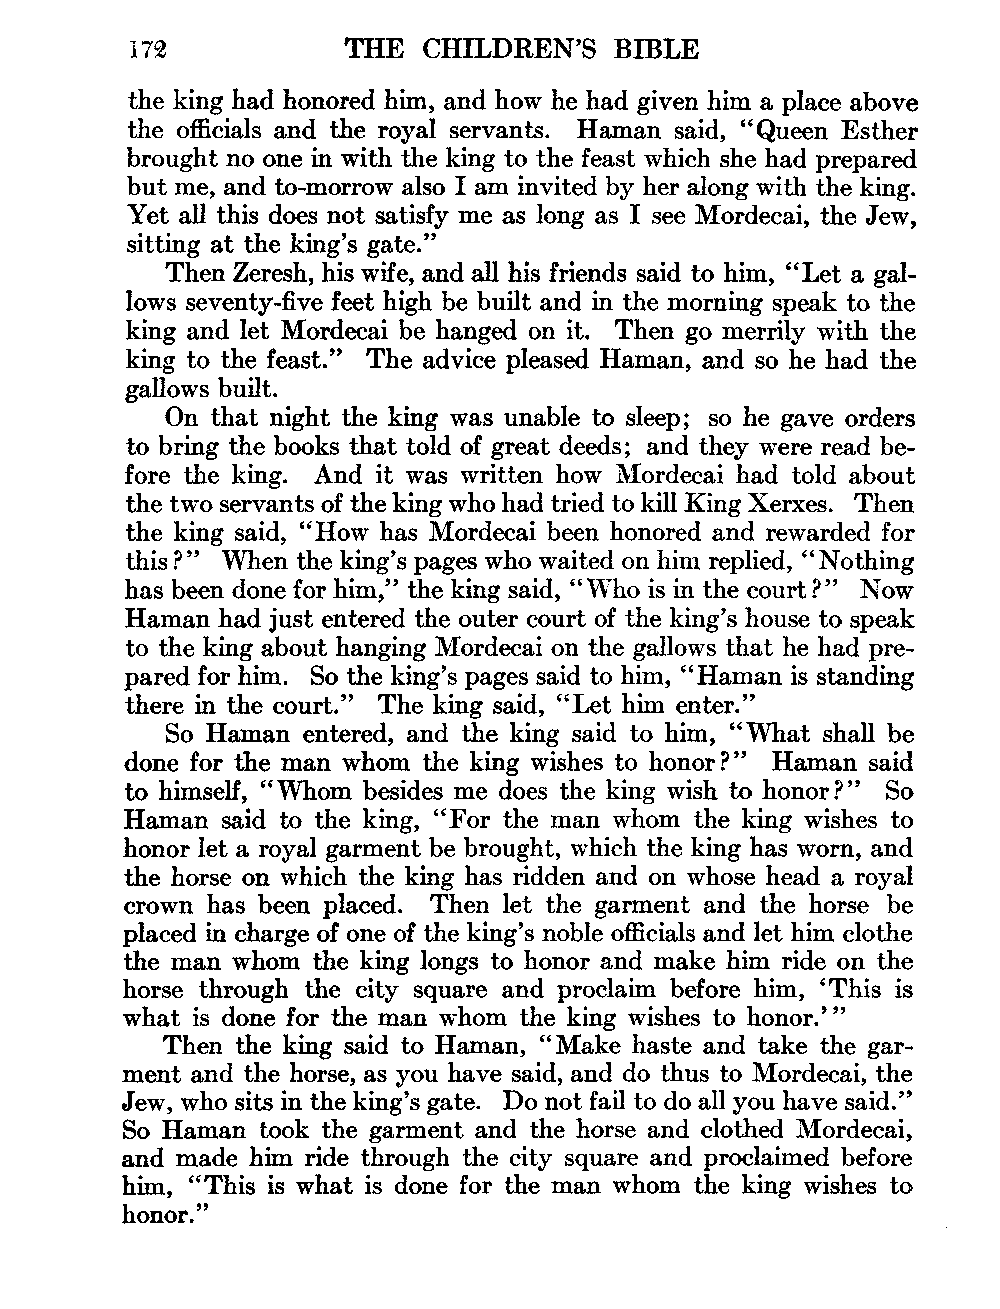 172 THE CHILDREN'S BIBLE
the king had honored him, and how he had given him a place above
the officials and the royal servants. Haman said, “Queen Esther
brought no one in with the king to the feast which she had prepared
but me, and to-morrow also I am invited by her along with the king.
Yet all this does not satisfy me as long as I see Mordecai, the Jew,
sitting at the king's gate.”
Then Zeresh, his wife, and all his friends said to him, “Let a gal-
lows seventy-five feet high be built and in the morning speak to the
king and let Mordecai be hanged on it. Then go merrily with the
king to the feast.” The advice pleased Haman, and so he had the
gallows built.
On that night the king was unable to sleep; so he gave orders
to bring the books that told of great deeds; and they were read be-
fore the king. And it was written how Mordecai had told about
the two servants of the king who had tried to kill King Xerxes. Then
the king said, “How has Mordecai been honored and rewarded for
this?” When the king's pages who waited on him replied, “Nothing
has been done for him,” the king said, “Who is in the court?” Now
Haman had just entered the outer court of the king's house to speak
to the king about hanging Mordecai on the gallows that he had pre-
pared for him. So the king's pages said to him, “Haman is standing
there in the court.” The king said, “Let him enter.”
So Haman entered, and the king said to him, “What shall be
done for the man whom the king wishes to honor?” Haman said
to himself, “Whom besides me does the king wish to honor?” So
Haman said to the king, “For the man whom the king wishes to
honor let a royal garment be brought, which the king has worn, and
the horse on which the king has ridden and on whose head a royal
crown has been placed. Then let the garment and the horse be
placed in charge of one of the king's noble officials and let him clothe
the man whom the king longs to honor and make him ride on the
horse through the city square and proclaim before him, ‘This is
what is done for the man whom the king wishes to honor.’”
Then the king said to Haman, “Make haste and take the gar-
ment and the horse, as you have said, and do thus to Mordecai, the
Jew, who sits in the king's gate. Do not fail to do all you have said.”
So Haman took the garment and the horse and clothed Mordecai,
and made him ride through the city square and proclaimed before
him, “This is what is done for the man whom the king wishes to
honor.”